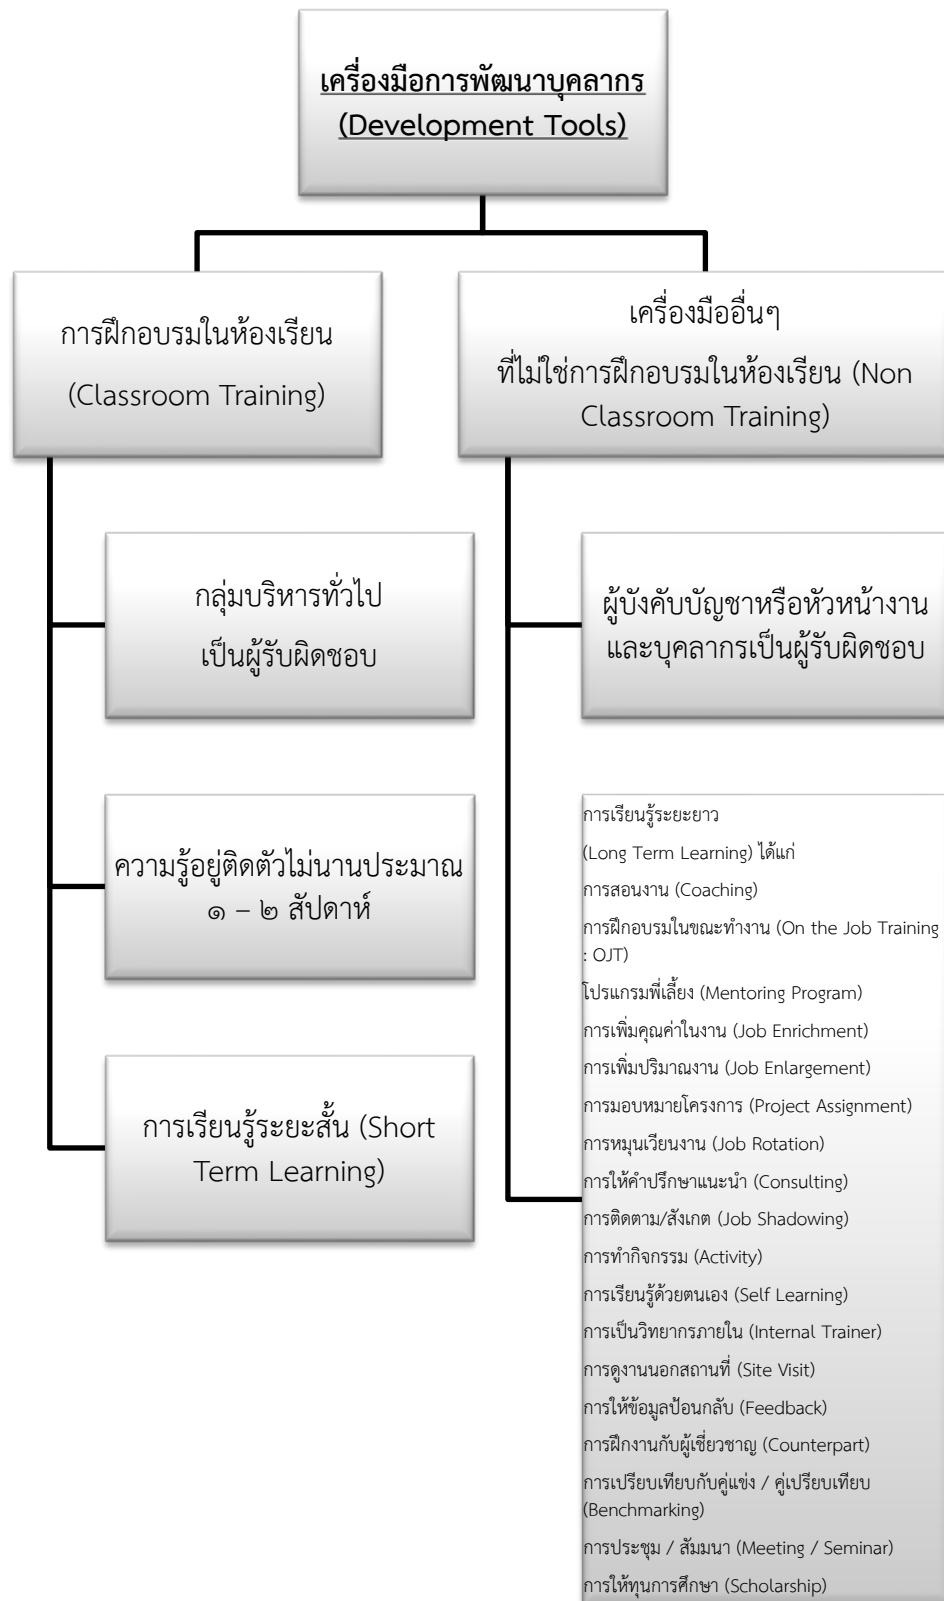 เครื่องมือการพัฒนาบุคลากร
(Development Tools)
การฝึกอบรมในห้องเรียน
(Classroom Training)
เครื่องมืออื่นๆ
ที่ไม่ใช่การฝึกอบรมในห้องเรียน (Non
Classroom Training)
กลุ่มบริหารทั่วไป
เป็นผู้รับผิดชอบ
ความรู้อยู่ติดตัวไม่นานประมาณ
๑ – ๒ สัปดาห์
การเรียนรู้ระยะสั้น (Short
Term Learning)
ผู้บังคับบัญชาหรือหัวหน้างาน
และบุคลากรเป็นผู้รับผิดชอบ
การเรียนรู้ระยะยาว
(Long Term Learning) ได้แก่
การสอนงาน (Coaching)
การฝึกอบรมในขณะทำงาน (On the Job Training
: OJT)
โปรแกรมพี่เลี้ยง (Mentoring Program)
การเพิ่มคุณค่าในงาน (Job Enrichment)
การเพิ่มปริมาณงาน (Job Enlargement)
การมอบหมายโครงการ (Project Assignment)
การหมุนเวียนงาน (Job Rotation)
การให้คำปรึกษาแนะนำ (Consulting)
การติดตาม/สังเกต (Job Shadowing)
การทำกิจกรรม (Activity)
การเรียนรู้ด้วยตนเอง (Self Learning)
การเป็นวิทยากรภายใน (Internal Trainer)
การดูงานนอกสถานที่ (Site Visit)
การให้ข้อมูลป้อนกลับ (Feedback)
การฝึกงานกับผู้เชี่ยวชาญ (Counterpart)
การเปรียบเทียบกับคู่แข่ง / คู่เปรียบเทียบ
(Benchmarking)
การประชุม / สัมมนา (Meeting / Seminar)
การให้ทุนการศึกษา (Scholarship)